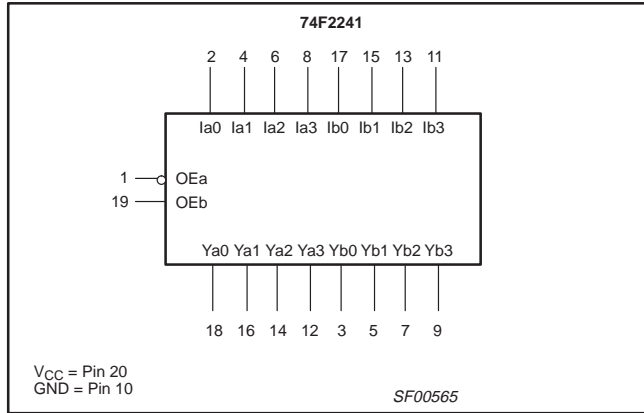 74F2241
2 4 6 8 17 15 13 11
Ia0 Ia1 Ia2 Ia3 Ib0 Ib1 Ib2 Ib3
1 OEa
19 OEb
Ya0 Ya1 Ya2 Ya3 Yb0 Yb1 Yb2 Yb3
18 16 14 12 3 5 7 9
VCC = Pin 20
GND = Pin 10
SF00565